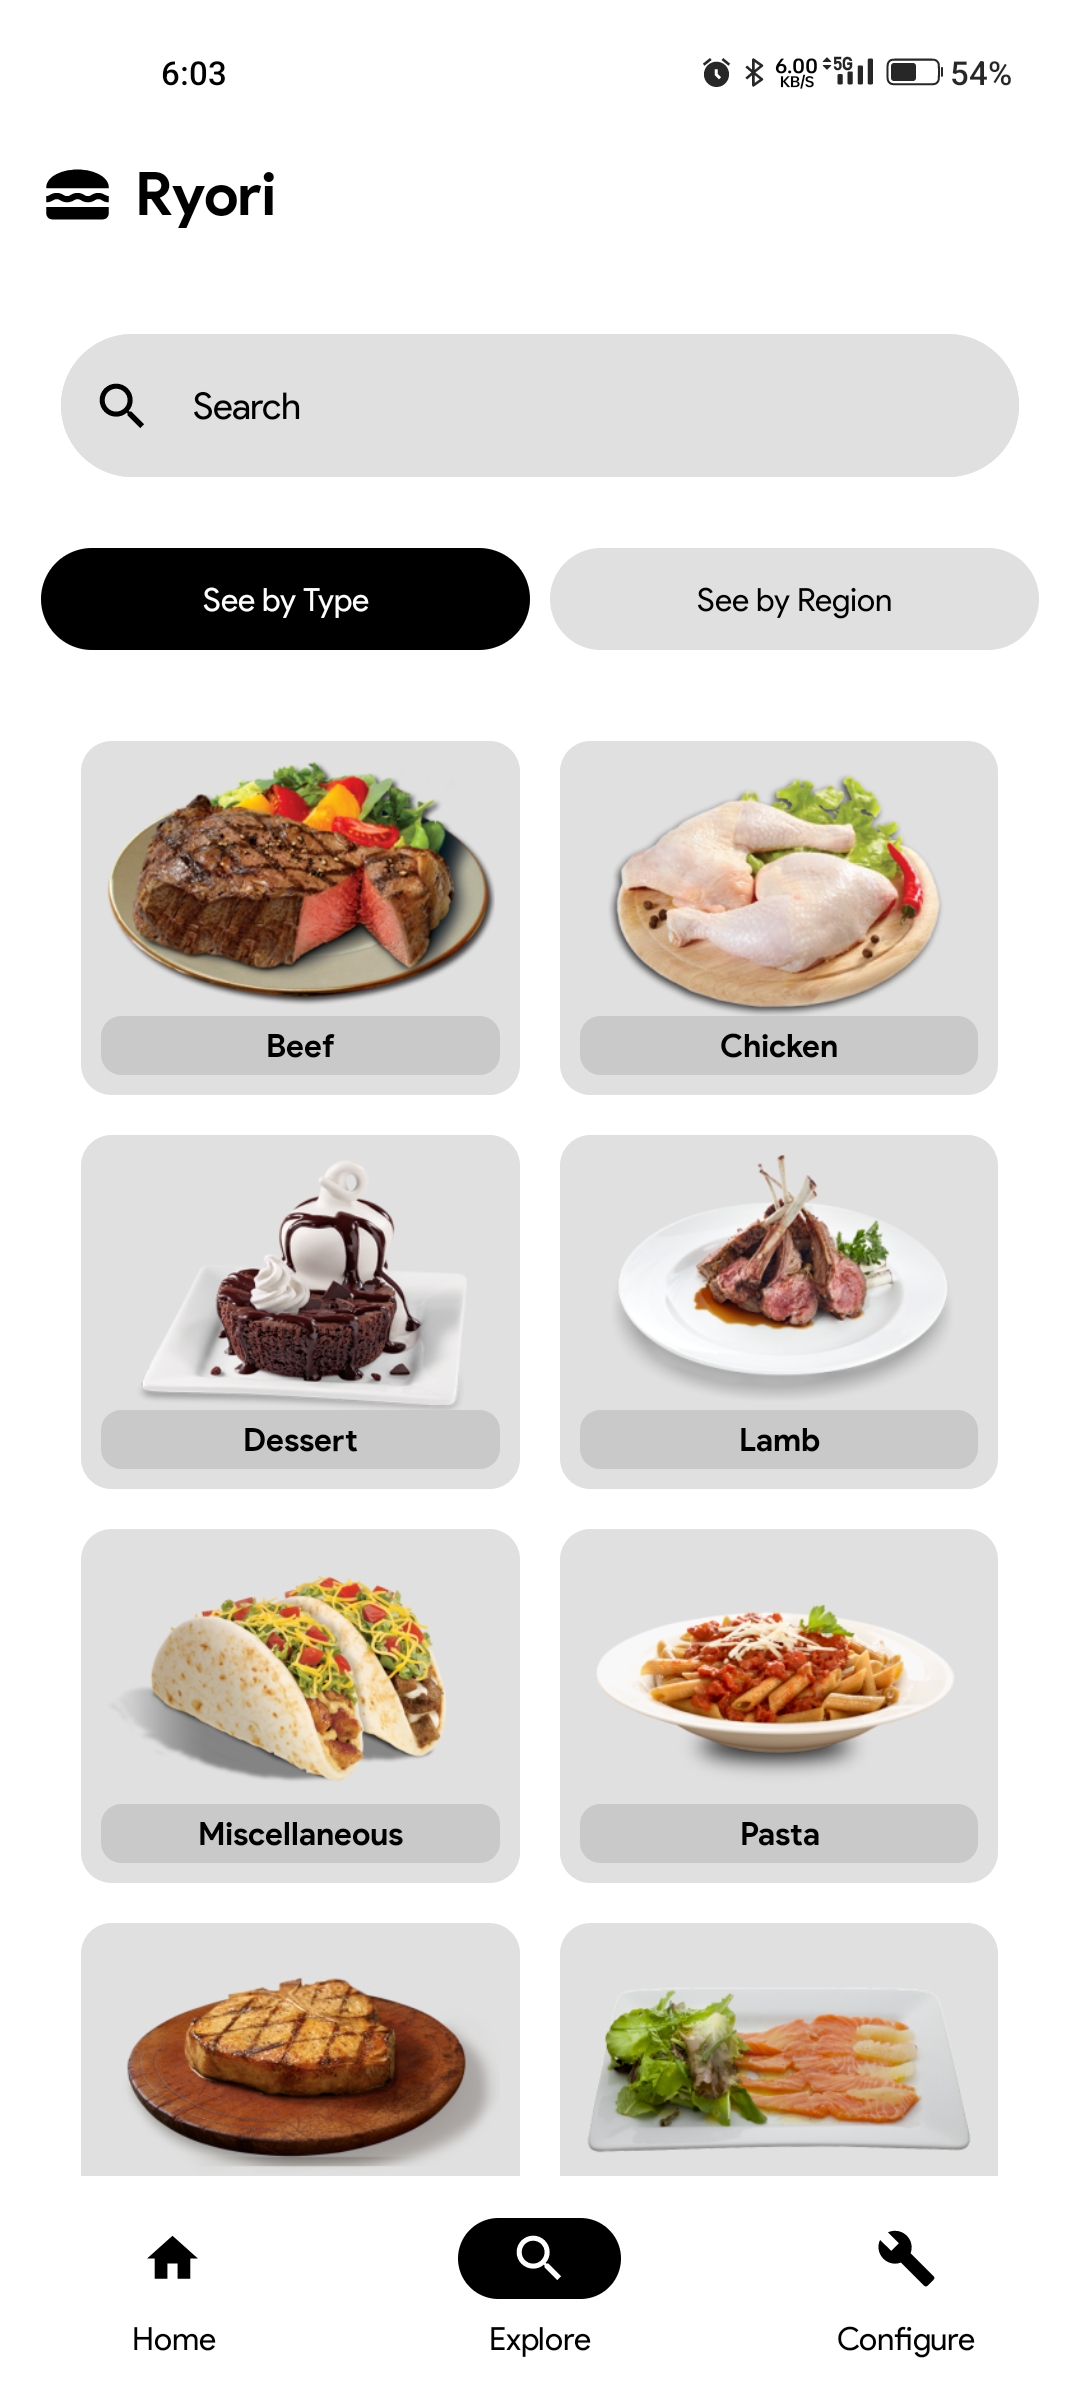 6:03
6.00 KB/S 5G 54%
Ryori
Search
See by Type
See by Region
Beef
Chicken
Dessert
Lamb
Miscellaneous
Pasta
Home
Explore
Configure